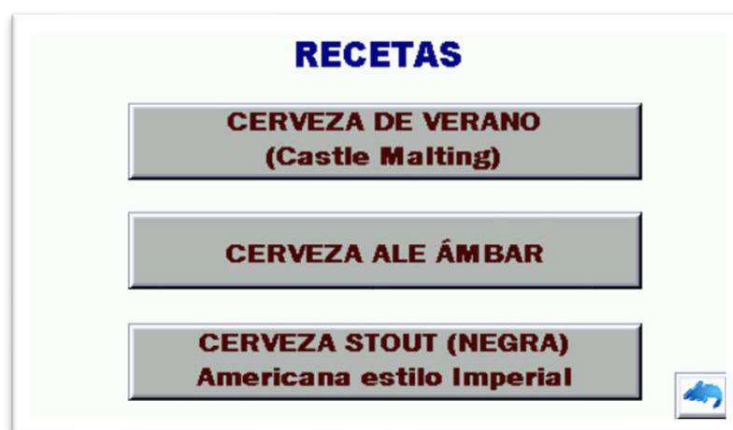 RECETAS
CERVEZA DE VERANO
(Castle Malting)
CERVEZA ALE ÁMBAR
CERVEZA STOUT (NEGRA)
Americana estilo Imperial